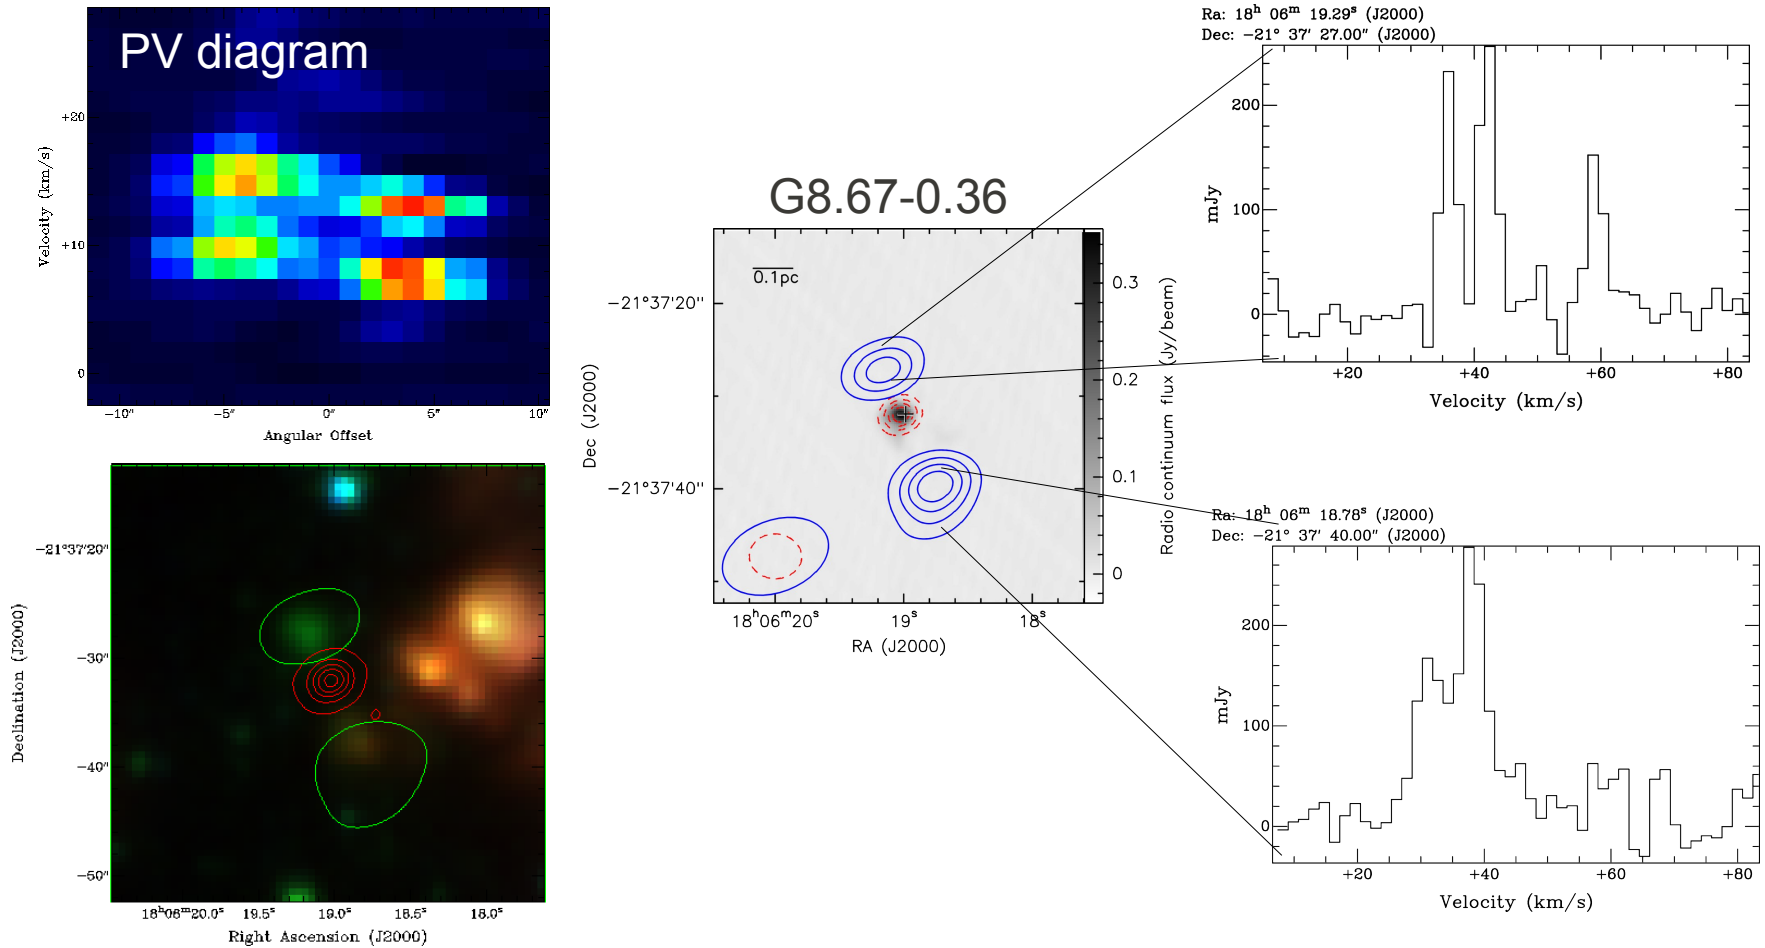 PV diagram
+20
+10
0
Velocity (km/s)
−10″
−5″
0″
5″
10″
Angular Offset
G8.67-0.36
0.1pc
−21°37'20''
−21°37'40''
Dec (J2000)
18ʰ06ᵐ20ˢ
19ˢ
18ˢ
RA (J2000)
0.3
0.2
0.1
0
Radio continuum flux (Jy/beam)
Ra: 18ʰ 06ᵐ 19.29ˢ (J2000)
Dec: −21° 37′ 27.00″ (J2000)
200
100
0
mJy
+20
+40
+60
+80
Velocity (km/s)
Ra: 18ʰ 06ᵐ 18.78ˢ (J2000)
Dec: −21° 37′ 40.00″ (J2000)
200
100
0
mJy
+20
+40
+60
+80
Velocity (km/s)
−21°37′20″
−30″
−40″
−50″
Declination (J2000)
18ʰ06ᵐ20.0ˢ
19.5ˢ
19.0ˢ
18.5ˢ
18.0ˢ
Right Ascension (J2000)